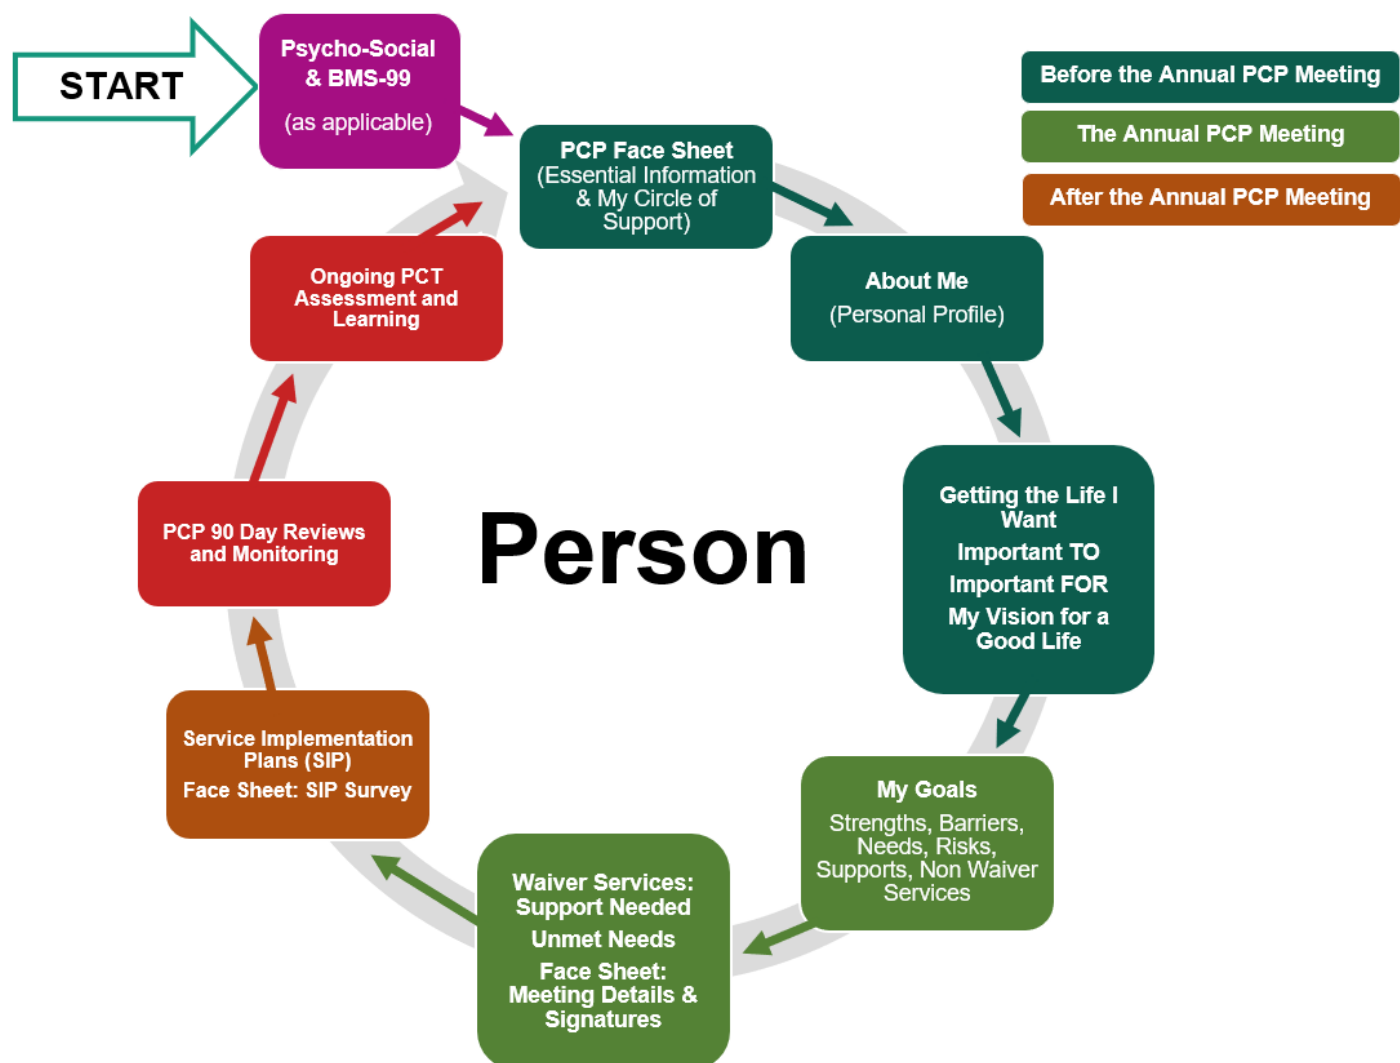 START
Psycho-Social
& BMS-99
(as applicable)
Before the Annual PCP Meeting
The Annual PCP Meeting
After the Annual PCP Meeting
PCP Face Sheet
(Essential Information
& My Circle of
Support)
About Me
(Personal Profile)
Getting the Life I
Want
Important TO
Important FOR
My Vision for a
Good Life
My Goals
Strengths, Barriers,
Needs, Risks,
Supports, Non Waiver
Services
Waiver Services:
Support Needed
Unmet Needs
Face Sheet:
Meeting Details &
Signatures
Service Implementation
Plans (SIP)
Face Sheet: SIP Survey
PCP 90 Day Reviews
and Monitoring
Ongoing PCT
Assessment and
Learning
Person